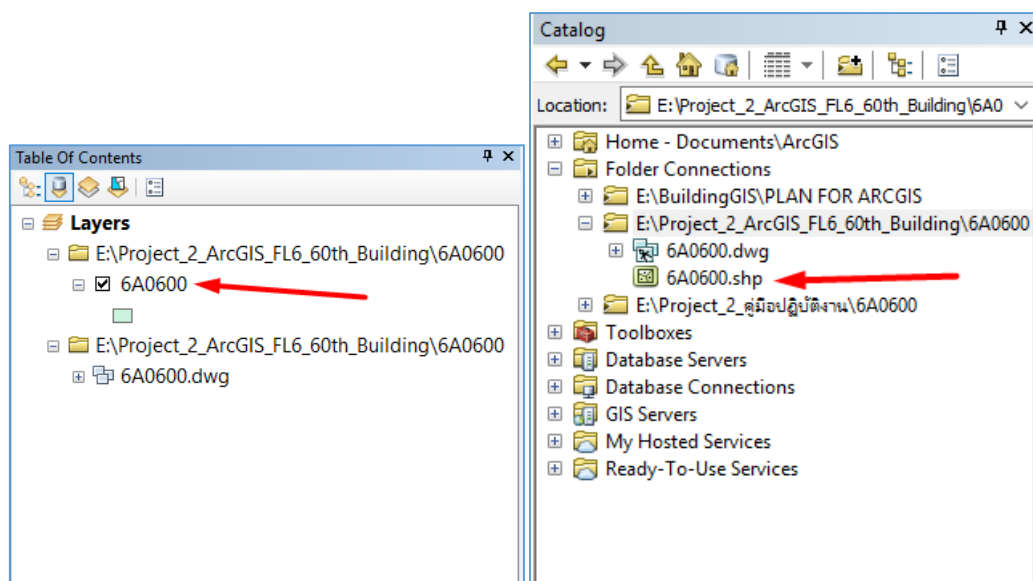 Table Of Contents
Layers
E:\Project_2_ArcGIS_FL6_60th_Building\6A0600
6A0600
E:\Project_2_ArcGIS_FL6_60th_Building\6A0600
6A0600.dwg
Catalog
Location: E:\Project_2_ArcGIS_FL6_60th_Building\6A0
Home - Documents\ArcGIS
Folder Connections
E:\BuildingGIS\PLAN FOR ARCGIS
E:\Project_2_ArcGIS_FL6_60th_Building\6A0600
6A0600.dwg
6A0600.shp
E:\Project_2_คู่มือปฏิบัติงาน\6A0600
Toolboxes
Database Servers
Database Connections
GIS Servers
My Hosted Services
Ready-To-Use Services